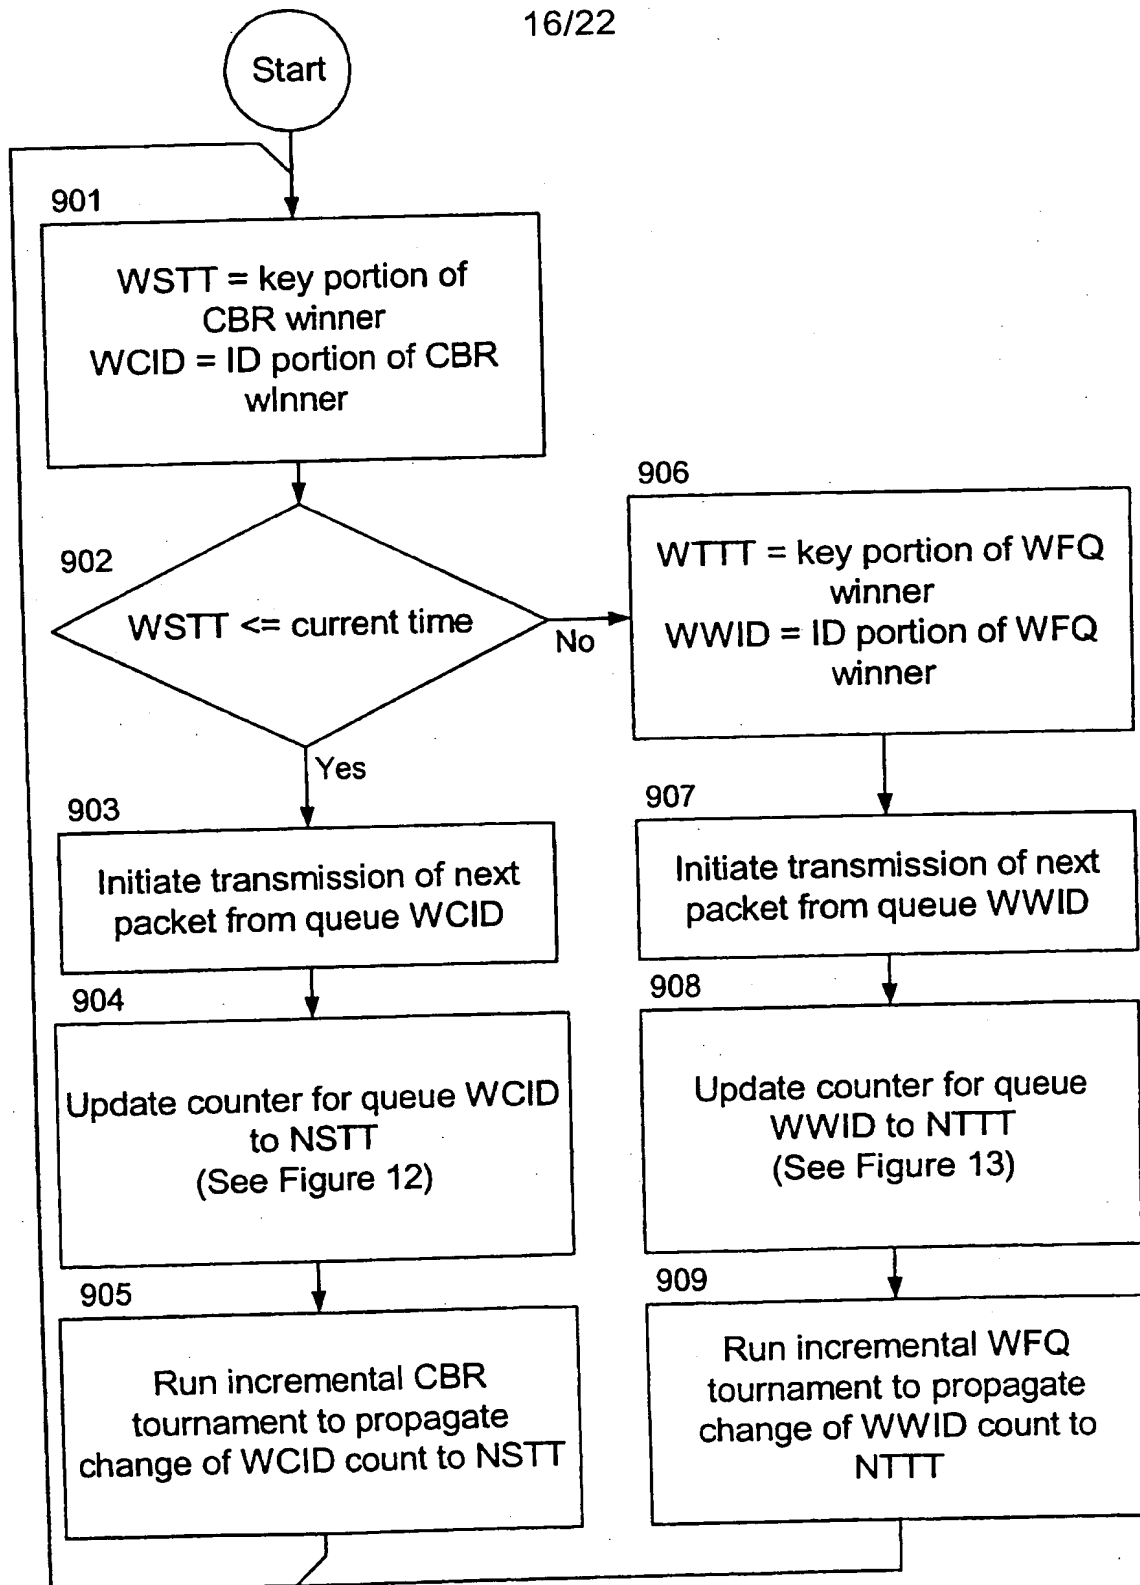 16/22
Start
901
WSTT = key portion of
CBR winner
WCID = ID portion of CBR
winner
902
WSTT <= current time
No
Yes
906
WTTT = key portion of WFQ
winner
WWID = ID portion of WFQ
winner
903
Initiate transmission of next
packet from queue WCID
907
Initiate transmission of next
packet from queue WWID
904
Update counter for queue WCID
to NSTT
(See Figure 12)
908
Update counter for queue
WWID to NTTT
(See Figure 13)
905
Run incremental CBR
tournament to propagate
change of WCID count to NSTT
909
Run incremental WFQ
tournament to propagate
change of WWID count to
NTTT